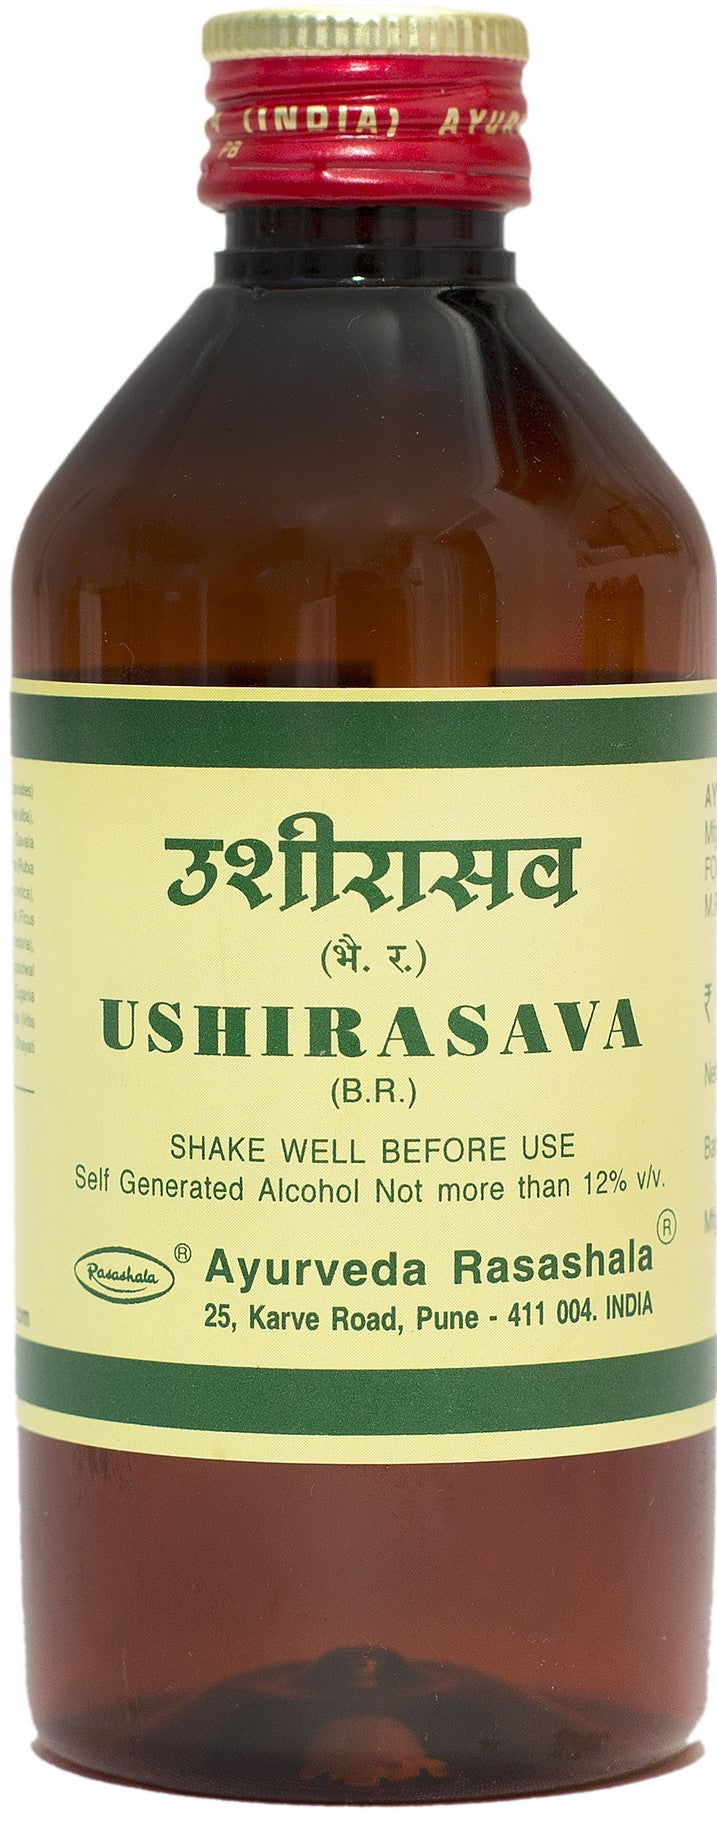 (INDIA) AYUR
PB
उशीरासव
(भै. र.)
USHIRASAVA
(B.R.)
SHAKE WELL BEFORE USE
Self Generated Alcohol Not more than 12% v/v.
Rasashala ® Ayurveda Rasashala ®
25, Karve Road, Pune - 411 004. INDIA